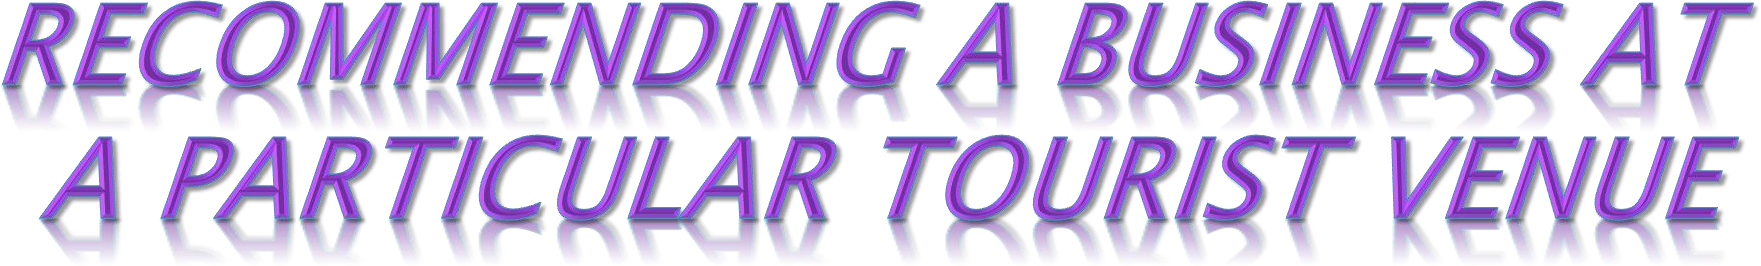 RECOMMENDING A BUSINESS AT
A PARTICULAR TOURIST VENUE